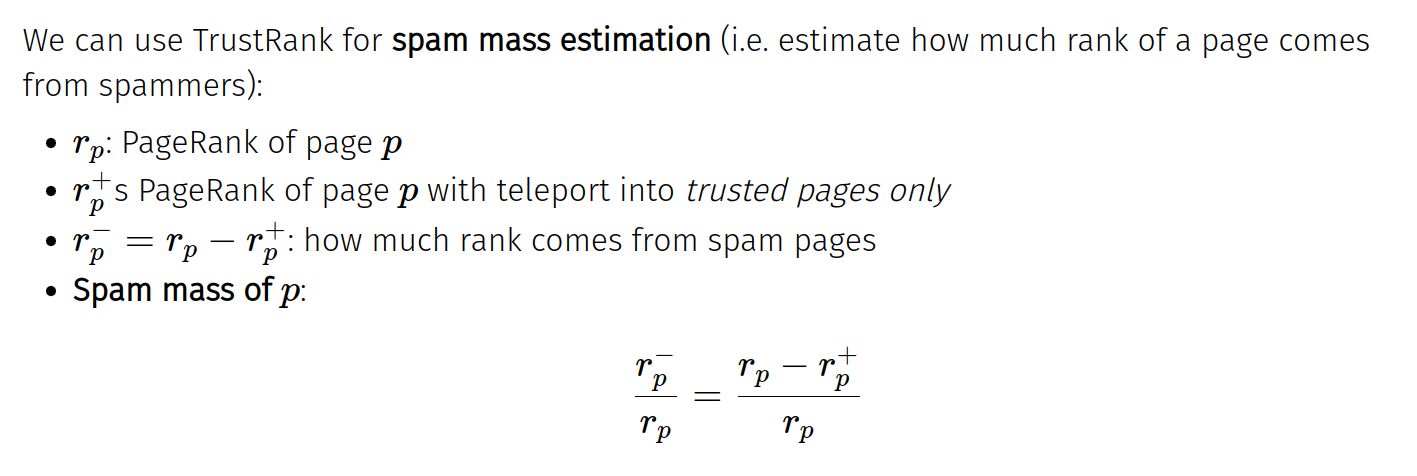 We can use TrustRank for spam mass estimation (i.e. estimate how much rank of a page comes
from spammers):
• r_p: PageRank of page p
• r_p^+s PageRank of page p with teleport into trusted pages only
• r_p^- = r_p − r_p^+: how much rank comes from spam pages
• Spam mass of p:
r_p^- / r_p = (r_p − r_p^+) / r_p